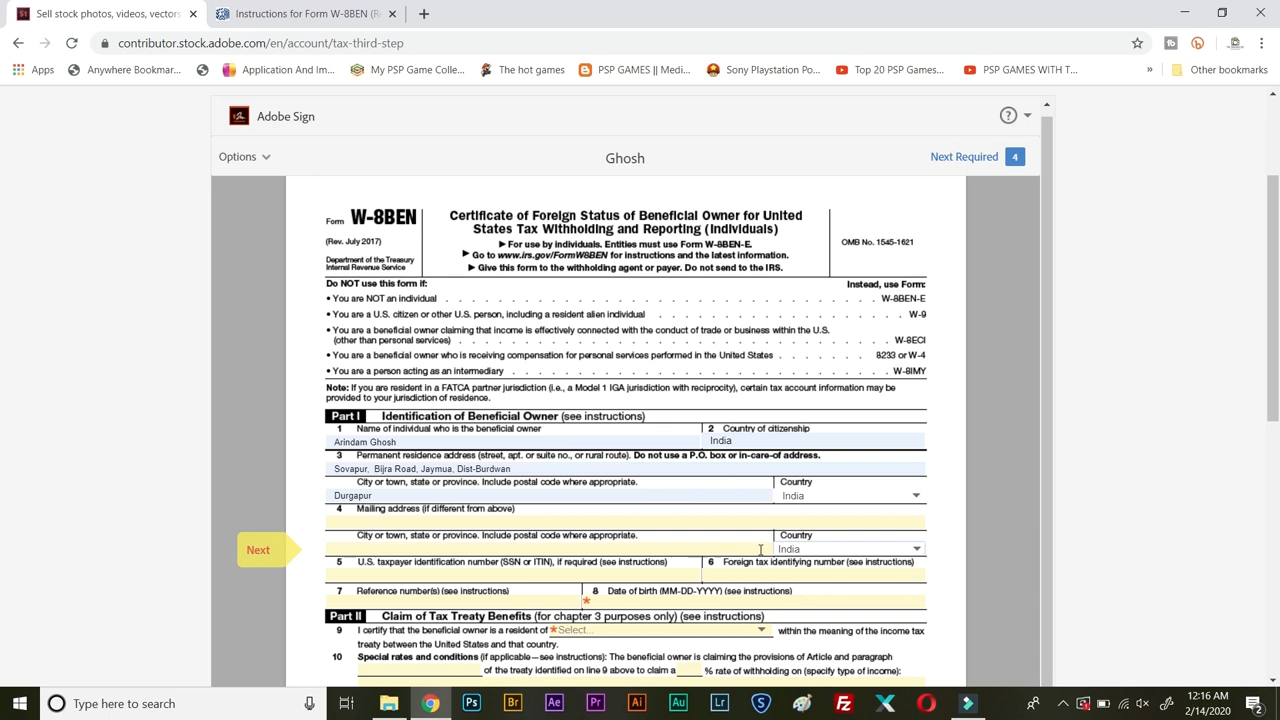 St Sell stock photos, videos, vectors
Instructions for Form W-8BEN (R
contributor.stock.adobe.com/en/account/tax-third-step
Apps
Anywhere Bookmar...
Application And Im...
My PSP Game Colle...
The hot games
PSP GAMES || Medi...
Sony Playstation Po...
Top 20 PSP Games...
PSP GAMES WITH T...
»
Other bookmarks
Adobe Sign
Options
Ghosh
Next Required 4
Form W-8BEN
(Rev. July 2017)
Department of the Treasury
Internal Revenue Service
Certificate of Foreign Status of Beneficial Owner for United
States Tax Withholding and Reporting (Individuals)
▶ For use by individuals. Entities must use Form W-8BEN-E.
▶ Go to www.irs.gov/FormW8BEN for instructions and the latest information.
▶ Give this form to the withholding agent or payer. Do not send to the IRS.
OMB No. 1545-1621
Do NOT use this form if:
Instead, use Form:
• You are NOT an individual . . . W-8BEN-E
• You are a U.S. citizen or other U.S. person, including a resident alien individual . . . W-9
• You are a beneficial owner claiming that income is effectively connected with the conduct of trade or business within the U.S.
(other than personal services) . . . W-8ECI
• You are a beneficial owner who is receiving compensation for personal services performed in the United States . . . 8233 or W-4
• You are a person acting as an intermediary . . . W-8IMY
Note: If you are resident in a FATCA partner jurisdiction (i.e., a Model 1 IGA jurisdiction with reciprocity), certain tax account information may be
provided to your jurisdiction of residence.
Part I Identification of Beneficial Owner (see instructions)
1 Name of individual who is the beneficial owner
2 Country of citizenship
Arindam Ghosh
India
3 Permanent residence address (street, apt. or suite no., or rural route). Do not use a P.O. box or in-care-of address.
Sovapur, Bijra Road, Jaymua, Dist-Burdwan
City or town, state or province. Include postal code where appropriate.
Country
Durgapur
India
4 Mailing address (if different from above)
City or town, state or province. Include postal code where appropriate.
Country
Next
India
5 U.S. taxpayer identification number (SSN or ITIN), if required (see instructions)
6 Foreign tax identifying number (see instructions)
7 Reference number(s) (see instructions)
8 Date of birth (MM-DD-YYYY) (see instructions)
*
Part II Claim of Tax Treaty Benefits (for chapter 3 purposes only) (see instructions)
9 I certify that the beneficial owner is a resident of * Select... within the meaning of the income tax
treaty between the United States and that country.
10 Special rates and conditions (if applicable—see instructions): The beneficial owner is claiming the provisions of Article and paragraph
of the treaty identified on line 9 above to claim a % rate of withholding on (specify type of income):
Type here to search
Ps
Br
Ae
Pr
Ai
Au
S
Lr
Fz
12:16 AM
2/14/2020
2